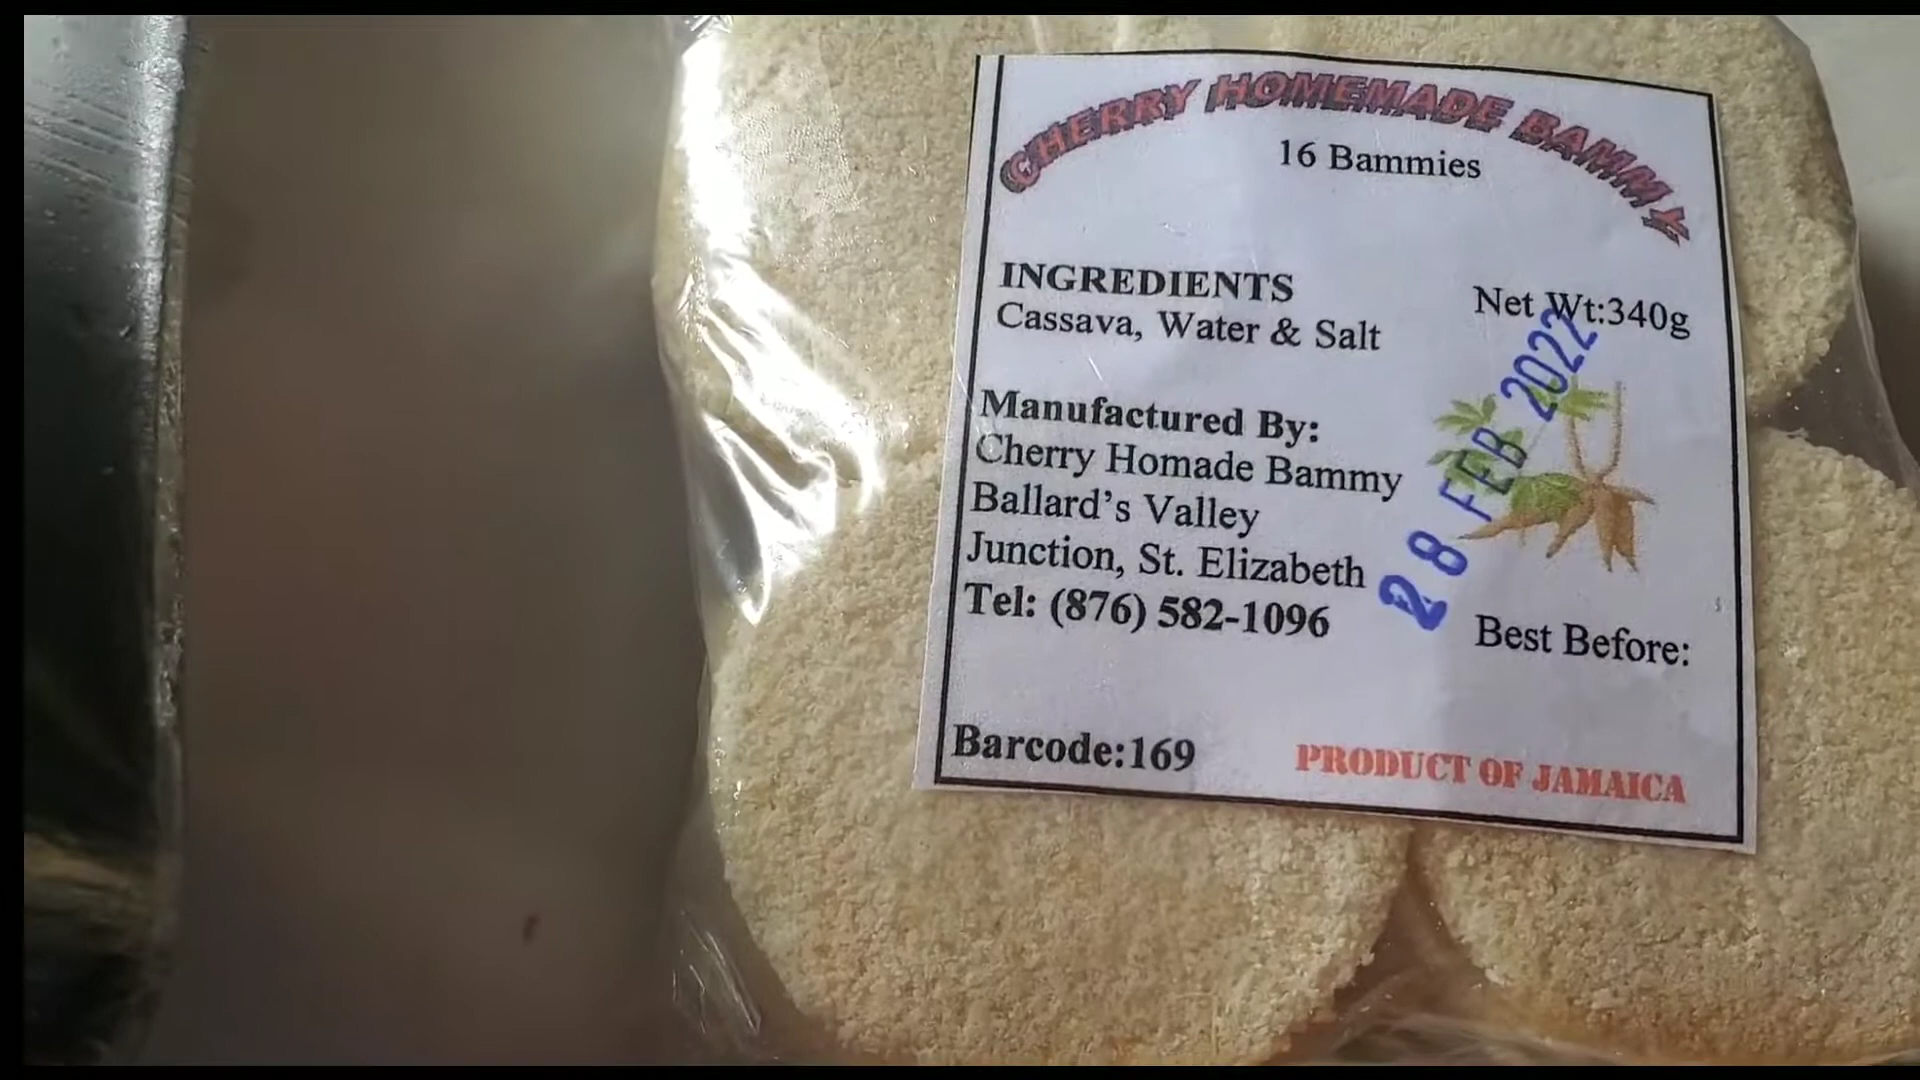 CHERRY HOMEMADE BAMMY
16 Bammies
INGREDIENTS
Cassava, Water & Salt
Net Wt:340g
Manufactured By:
Cherry Homade Bammy
Ballard's Valley
Junction, St. Elizabeth
Tel: (876) 582-1096
28 FEB 2022
Best Before:
Barcode:169
PRODUCT OF JAMAICA